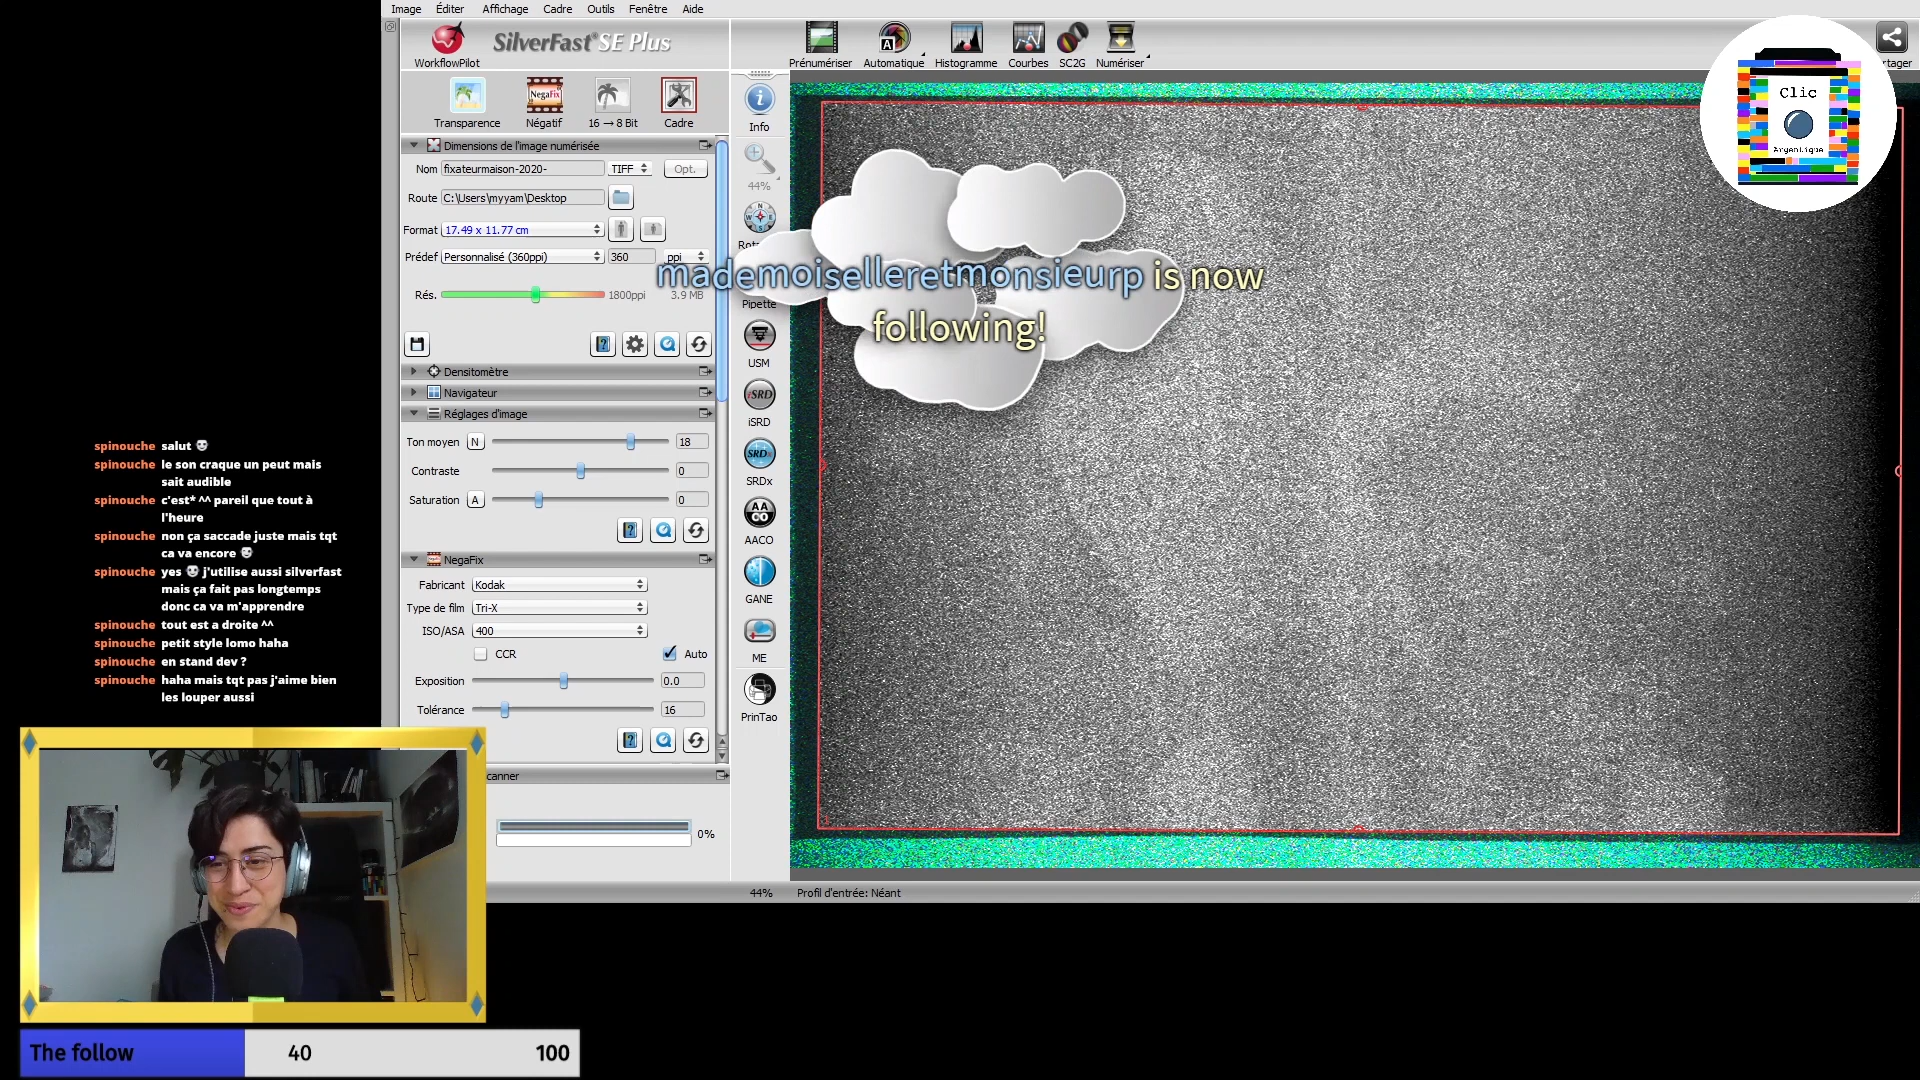 Image Éditer Affichage Cadre Outils Fenêtre Aide
WorkflowPilot
SilverFast® SE Plus
Prénumériser Automatique Histogramme Courbes SC2G Numériser
Transparence Négatif 16 → 8 Bit Cadre
NegaFix
Dimensions de l'image numérisée
Nom fixateurmaison-2020- TIFF Opt.
Route C:\Users\myyam\Desktop
Format 17.49 x 11.77 cm
Prédef Personnalisé (360ppi) 360 ppi
Rés. 1800ppi 3.9 MB
Densitomètre
Navigateur
Réglages d'image
Ton moyen N 18
Contraste 0
Saturation A 0
NegaFix
Fabricant Kodak
Type de film Tri-X
ISO/ASA 400
CCR Auto
Exposition 0.0
Tolérance 16
canner
0%
Info
44%
Pipette
USM
iSRD
iSRD
SRDx
SRDx
AACO
AACO
GANE
ME
PrinTao
44% Profil d'entrée: Néant
mademoiselleretmonsieurp is now
following!
Clic
Argentique
tager
spinouche salut
spinouche le son craque un peut mais
sait audible
spinouche c'est* ^^ pareil que tout à
l'heure
spinouche non ça saccade juste mais tqt
ca va encore
spinouche yes j'utilise aussi silverfast
mais ça fait pas longtemps
donc ca va m'apprendre
spinouche tout est a droite ^^
spinouche petit style lomo haha
spinouche en stand dev ?
spinouche haha mais tqt pas j'aime bien
les louper aussi
The follow 40 100